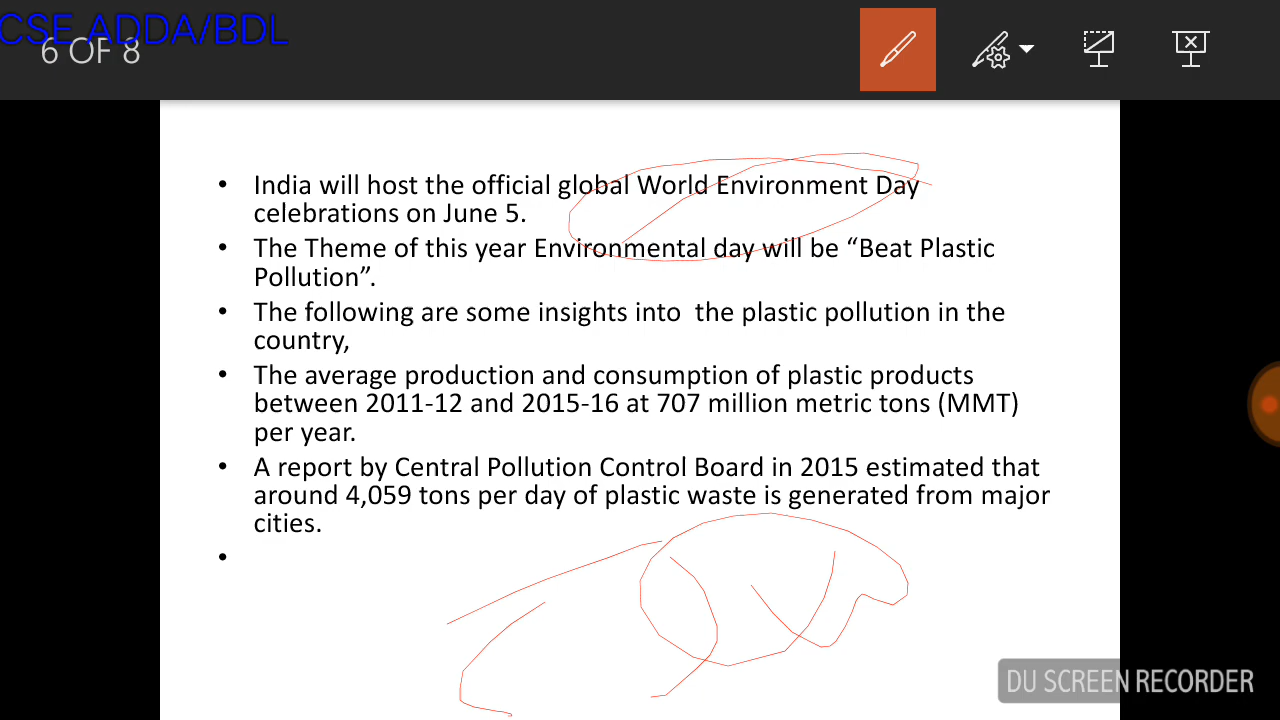 CSE ADDA/BDL
6 OF 8
• India will host the official global World Environment Day
celebrations on June 5.
• The Theme of this year Environmental day will be “Beat Plastic
Pollution”.
• The following are some insights into  the plastic pollution in the
country,
• The average production and consumption of plastic products
between 2011-12 and 2015-16 at 707 million metric tons (MMT)
per year.
• A report by Central Pollution Control Board in 2015 estimated that
around 4,059 tons per day of plastic waste is generated from major
cities.
•
DU SCREEN RECORDER